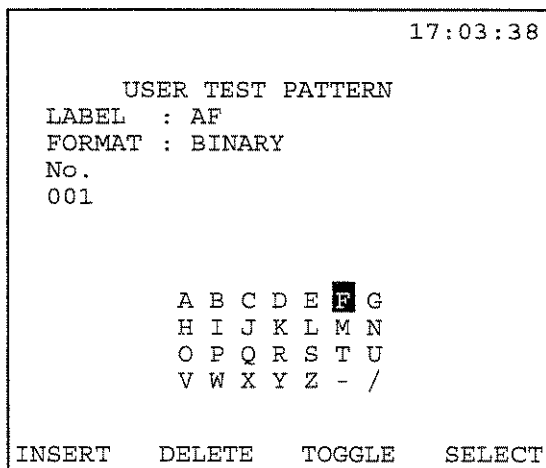 17:03:38
USER TEST PATTERN
LABEL : AF
FORMAT : BINARY
No.
001
A B C D E F G
H I J K L M N
O P Q R S T U
V W X Y Z - /
INSERT DELETE TOGGLE SELECT